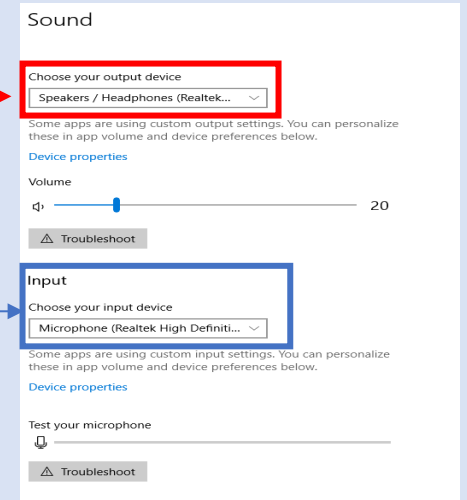 Sound
Choose your output device
Speakers / Headphones (Realtek...
Some apps are using custom output settings. You can personalize
these in app volume and device preferences below.
Device properties
Volume
20
Troubleshoot
Input
Choose your input device
Microphone (Realtek High Definiti...
Some apps are using custom input settings. You can personalize
these in app volume and device preferences below.
Device properties
Test your microphone
Troubleshoot